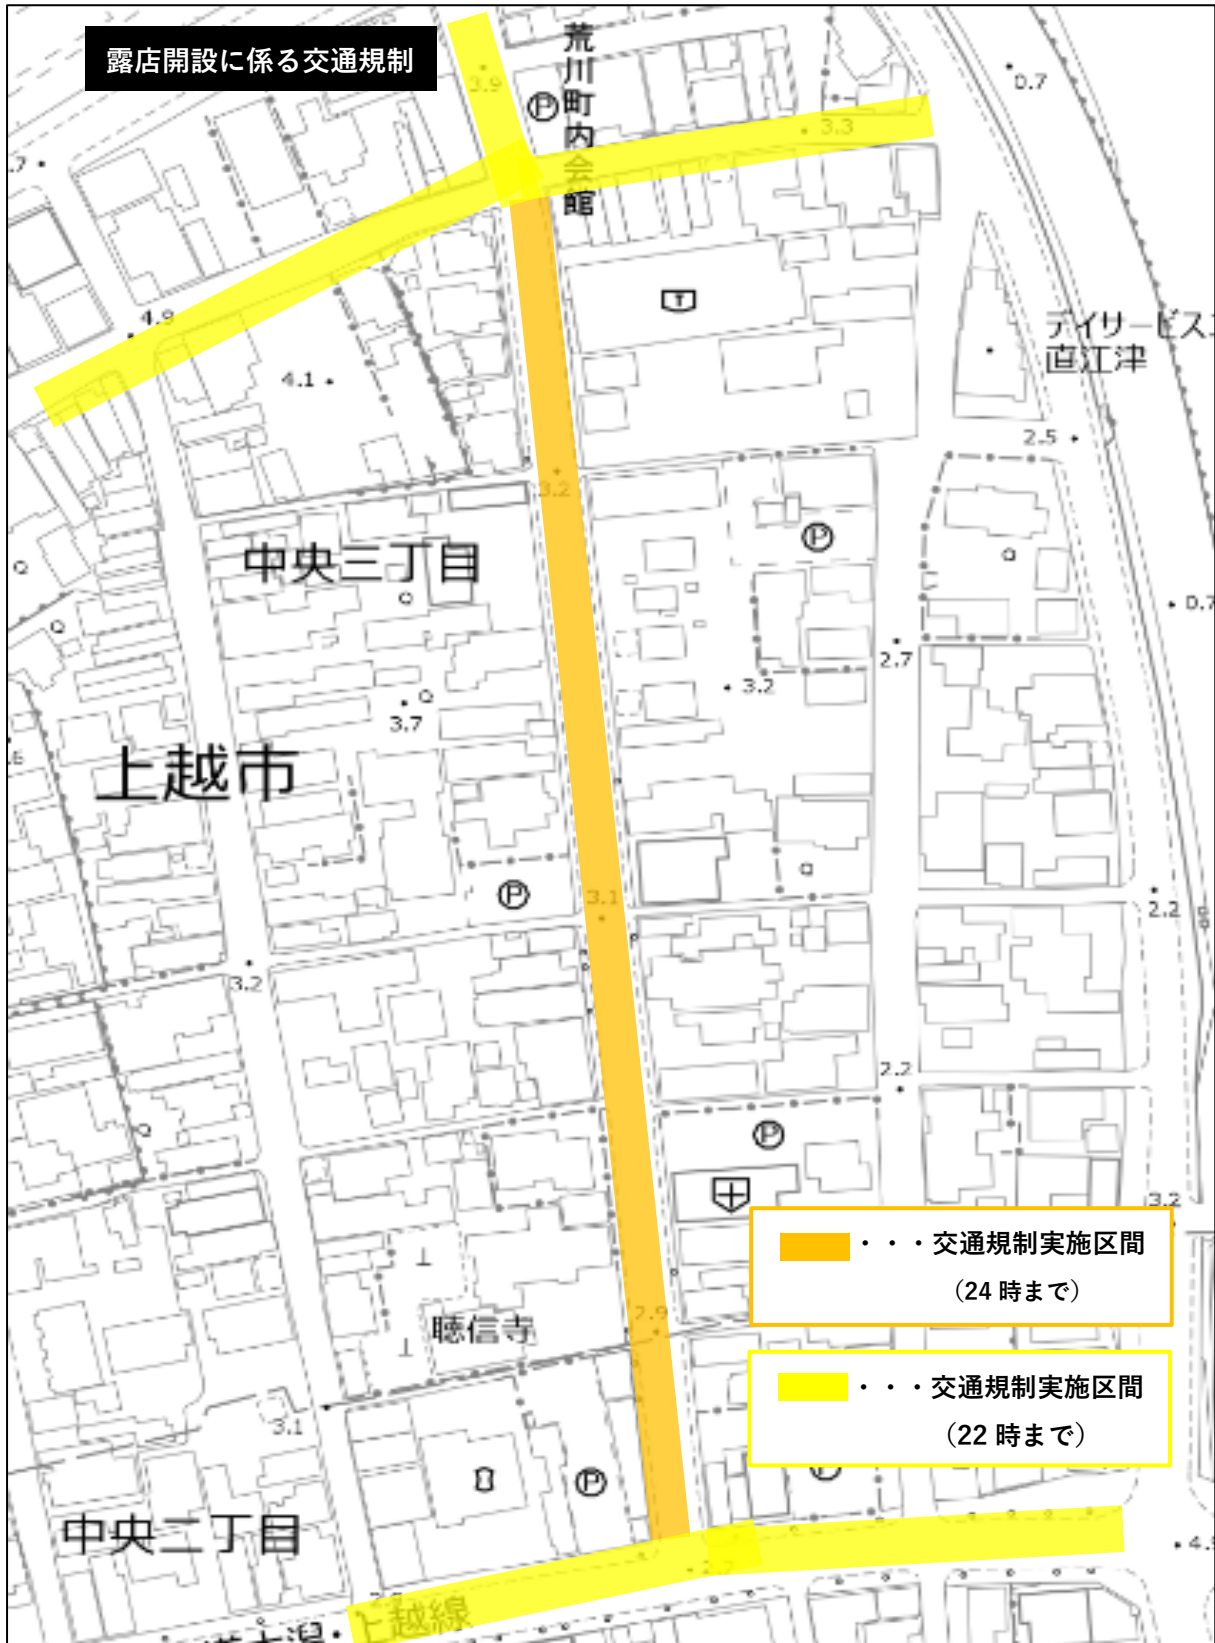 露店開設に係る交通規制
荒川町内会館
3.9
Ⓟ
0.7
3.3
4.9
4.1
デイサービス
直江津
2.5
3.2
中央三丁目
Ⓟ
0.7
2.7
3.2
3.7
上越市
Ⓟ
3.1
2.2
3.2
2.2
Ⓟ
3.2
・・・交通規制実施区間
（24 時まで）
2.9
聴信寺
・・・交通規制実施区間
（22 時まで）
3.1
Ⓟ
Ⓟ
中央二丁目
2.7
上越線